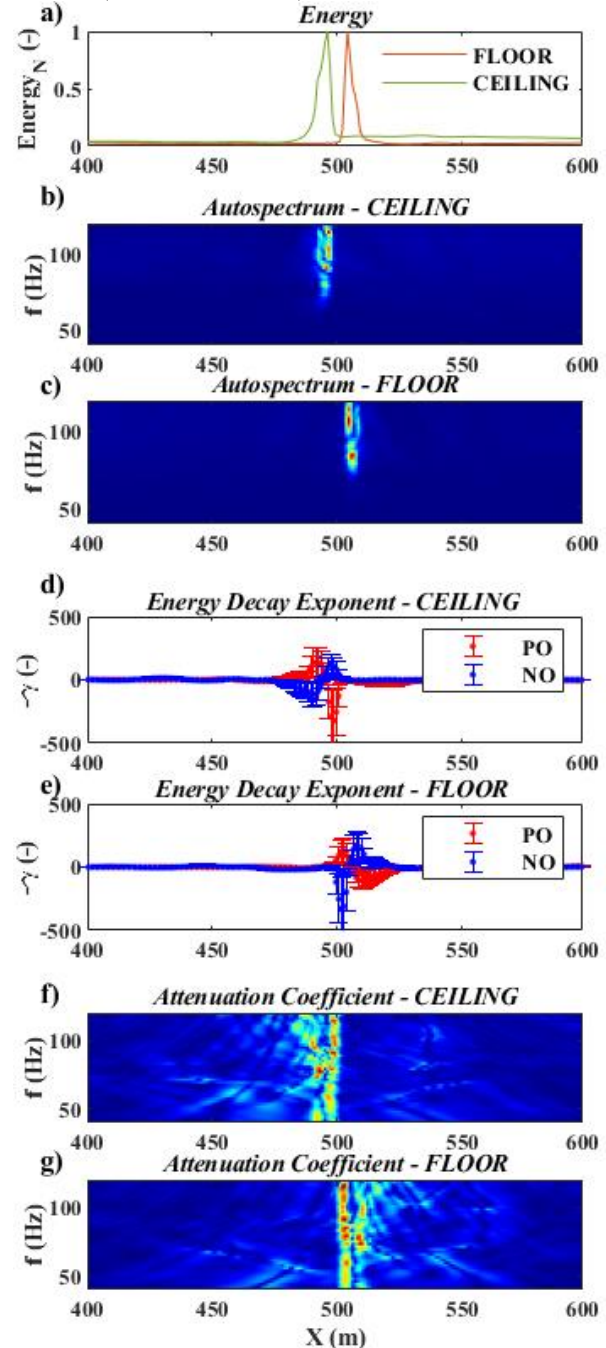 a) Energy
Energy_N (-)
1
0.5
0
FLOOR
CEILING
400 450 500 550 600
b) Autospectrum - CEILING
f (Hz)
100
50
400 450 500 550 600
c) Autospectrum - FLOOR
f (Hz)
100
50
400 450 500 550 600
d) Energy Decay Exponent - CEILING
-γ (-)
500
0
-500
PO
NO
400 450 500 550 600
e) Energy Decay Exponent - FLOOR
-γ (-)
500
0
-500
PO
NO
400 450 500 550 600
f) Attenuation Coefficient - CEILING
f (Hz)
100
50
400 450 500 550 600
g) Attenuation Coefficient - FLOOR
f (Hz)
100
50
400 450 500 550 600
X (m)